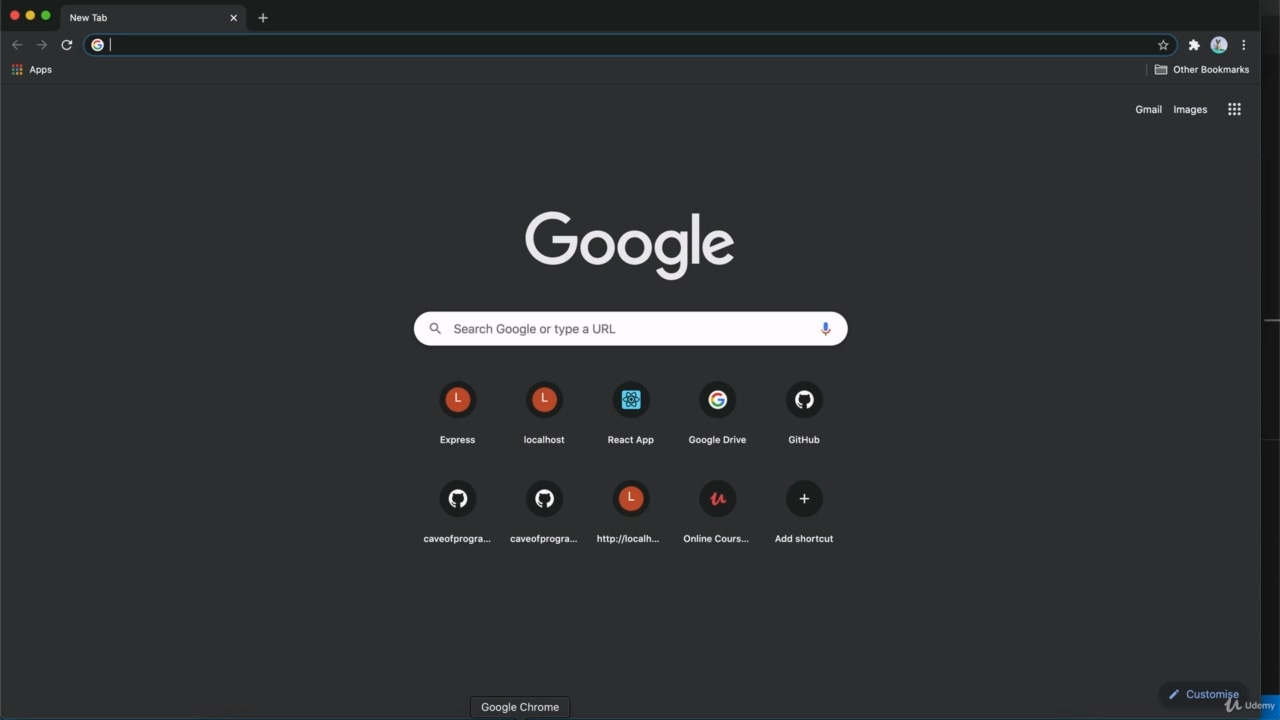 New Tab
Apps
Other Bookmarks
Gmail Images
Google
Search Google or type a URL
L L
Express localhost React App Google Drive GitHub
L
caveofprogra... caveofprogra... http://localh... Online Cours... Add shortcut
Customise
Udemy
Google Chrome